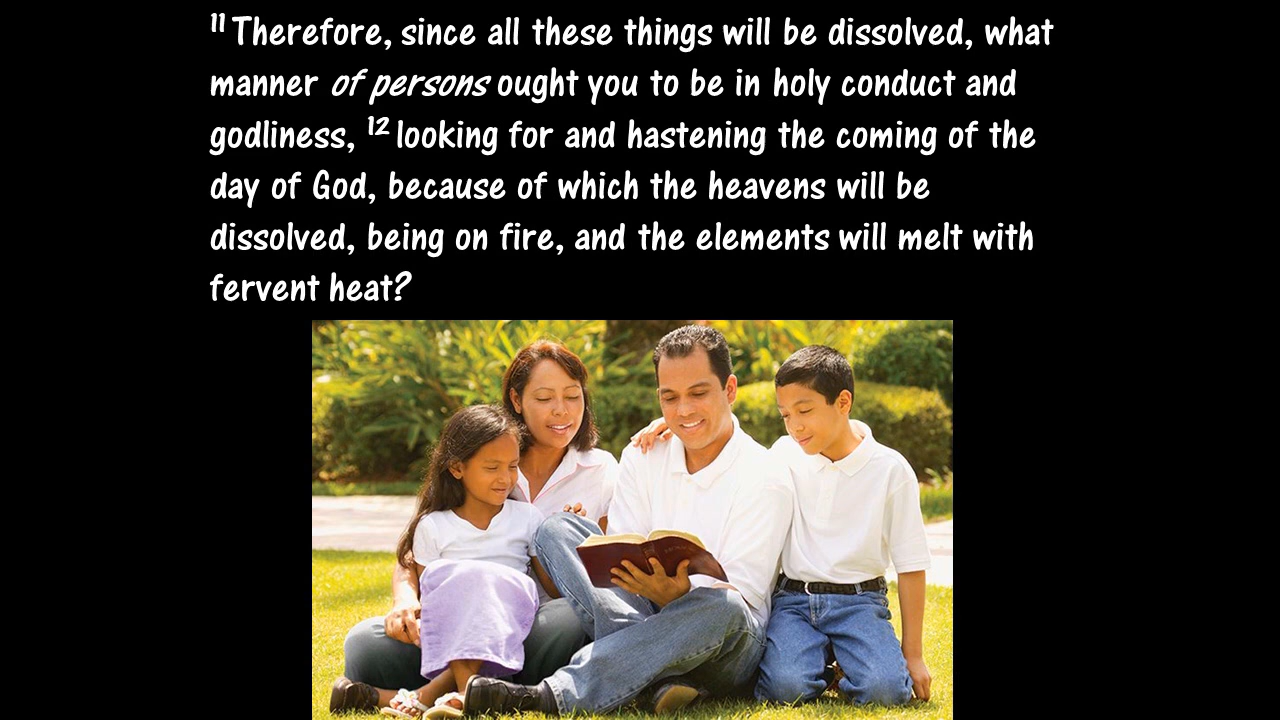 11 Therefore, since all these things will be dissolved, what
manner of persons ought you to be in holy conduct and
godliness, 12 looking for and hastening the coming of the
day of God, because of which the heavens will be
dissolved, being on fire, and the elements will melt with
fervent heat?